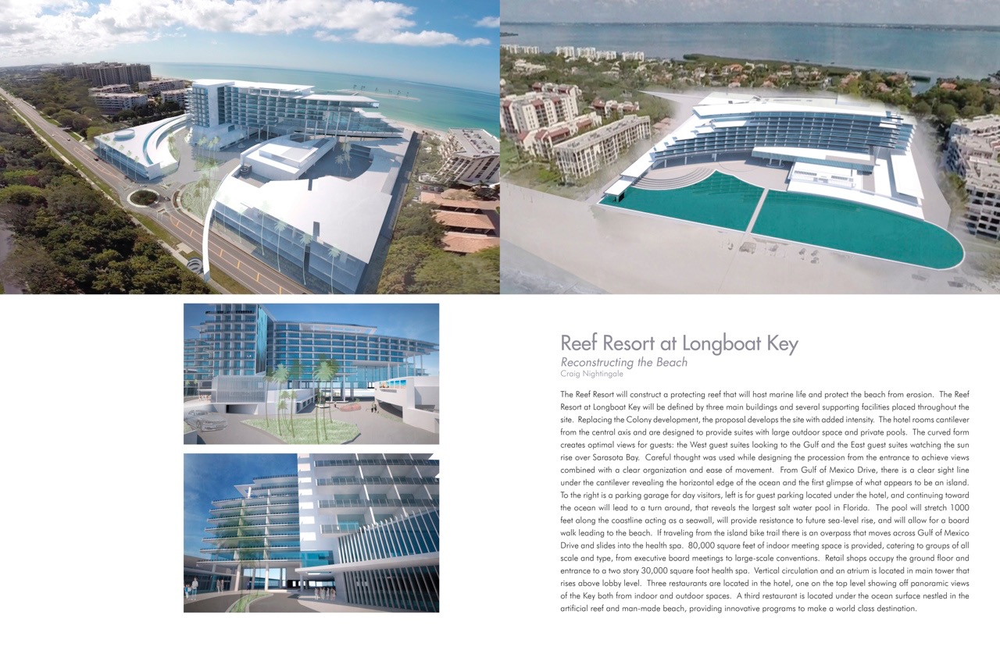 Reef Resort at Longboat Key
Reconstructing the Beach
Craig Nightingale
The Reef Resort will construct a protecting reef that will host marine life and protect the beach from erosion.  The Reef
Resort at Longboat Key will be defined by three main buildings and several supporting facilities placed throughout the
site.  Replacing the Colony development, the proposal develops the site with added intensity.  The hotel rooms cantilever
from the central axis and are designed to provide suites with large outdoor space and private pools.  The curved form
creates optimal views for guests: the West guest suites looking to the Gulf and the East guest suites watching the sun
rise over Sarasota Bay.  Careful thought was used while designing the procession from the entrance to achieve views
combined with a clear organization and ease of movement.  From Gulf of Mexico Drive, there is a clear sight line
under the cantilever revealing the horizontal edge of the ocean and the first glimpse of what appears to be an island.
To the right is a parking garage for day visitors, left is for guest parking located under the hotel, and continuing toward
the ocean will lead to a turn around, that reveals the largest salt water pool in Florida.  The pool will stretch 1000
feet along the coastline acting as a seawall, will provide resistance to future sea-level rise, and will allow for a board
walk leading to the beach.  If traveling from the island bike trail there is an overpass that moves across Gulf of Mexico
Drive and slides into the health spa.  80,000 square feet of indoor meeting space is provided, catering to groups of all
scale and type, from executive board meetings to large-scale conventions.  Retail shops occupy the ground floor and
entrance to a two story 30,000 square foot health spa.  Vertical circulation and an atrium is located in main tower that
rises above lobby level.  Three restaurants are located in the hotel, one on the top level showing off panoramic views
of the Key both from indoor and outdoor spaces.  A third restaurant is located under the ocean surface nestled in the
artificial reef and man-made beach, providing innovative programs to make a world class destination.